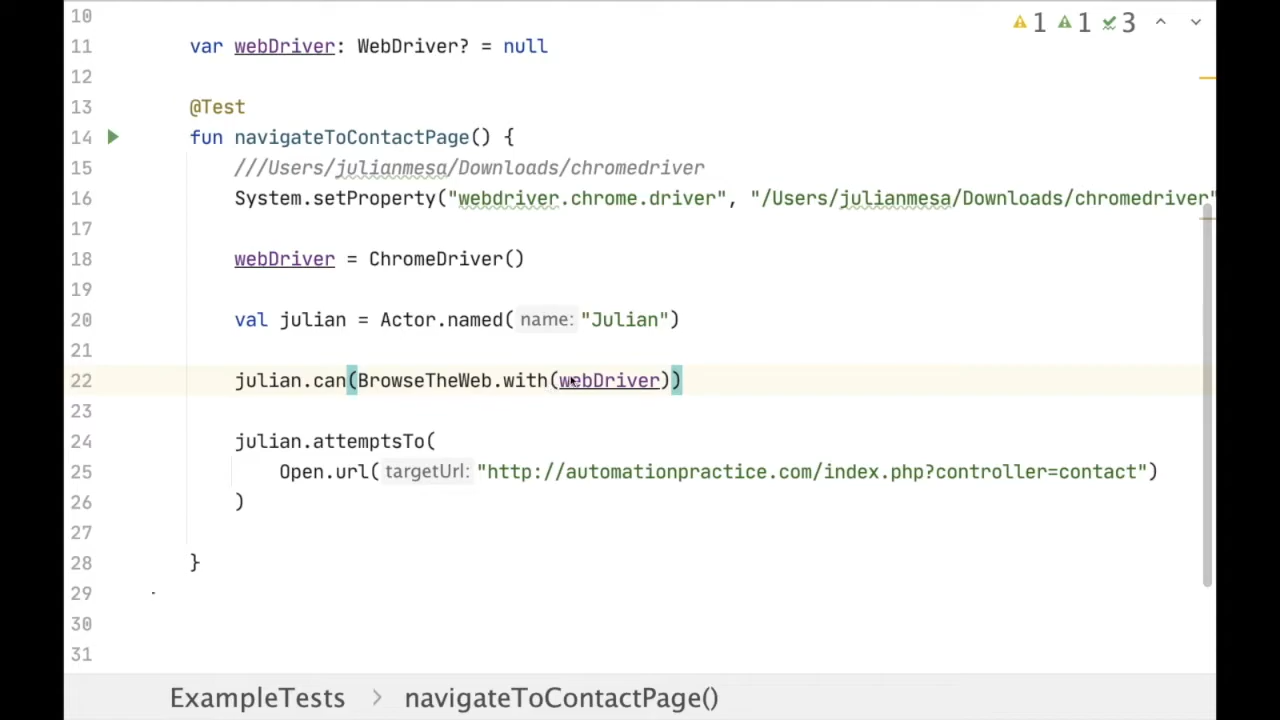 10
1 1 3
11 var webDriver: WebDriver? = null
12
13 @Test
14 fun navigateToContactPage() {
15 ///Users/julianmesa/Downloads/chromedriver
16 System.setProperty("webdriver.chrome.driver", "/Users/julianmesa/Downloads/chromedriver"
17
18 webDriver = ChromeDriver()
19
20 val julian = Actor.named( name: "Julian")
21
22 julian.can(BrowseTheWeb.with(webDriver))
23
24 julian.attemptsTo(
25 Open.url( targetUrl: "http://automationpractice.com/index.php?controller=contact")
26 )
27
28 }
29
30
31
ExampleTests > navigateToContactPage()